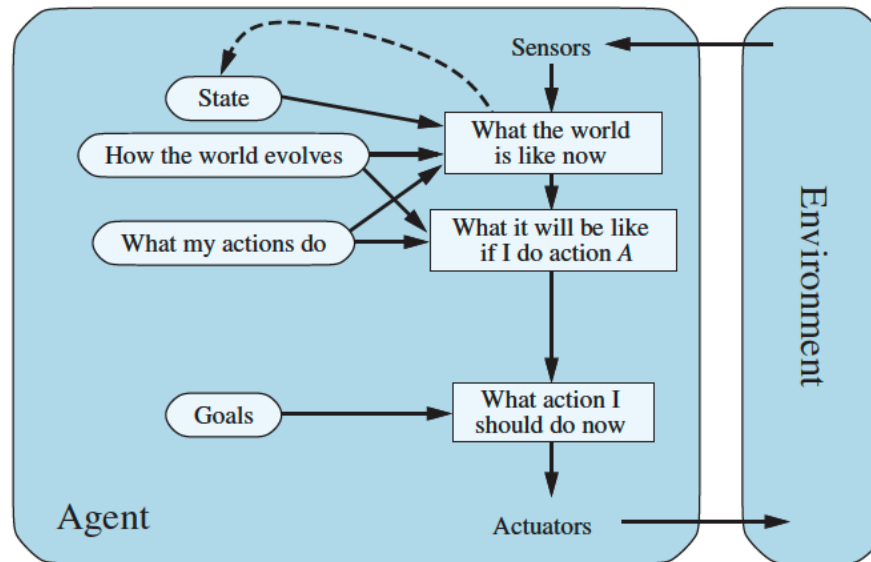 Sensors
State
What the world
is like now
How the world evolves
What my actions do
What it will be like
if I do action A
Goals
What action I
should do now
Agent
Actuators
Environment